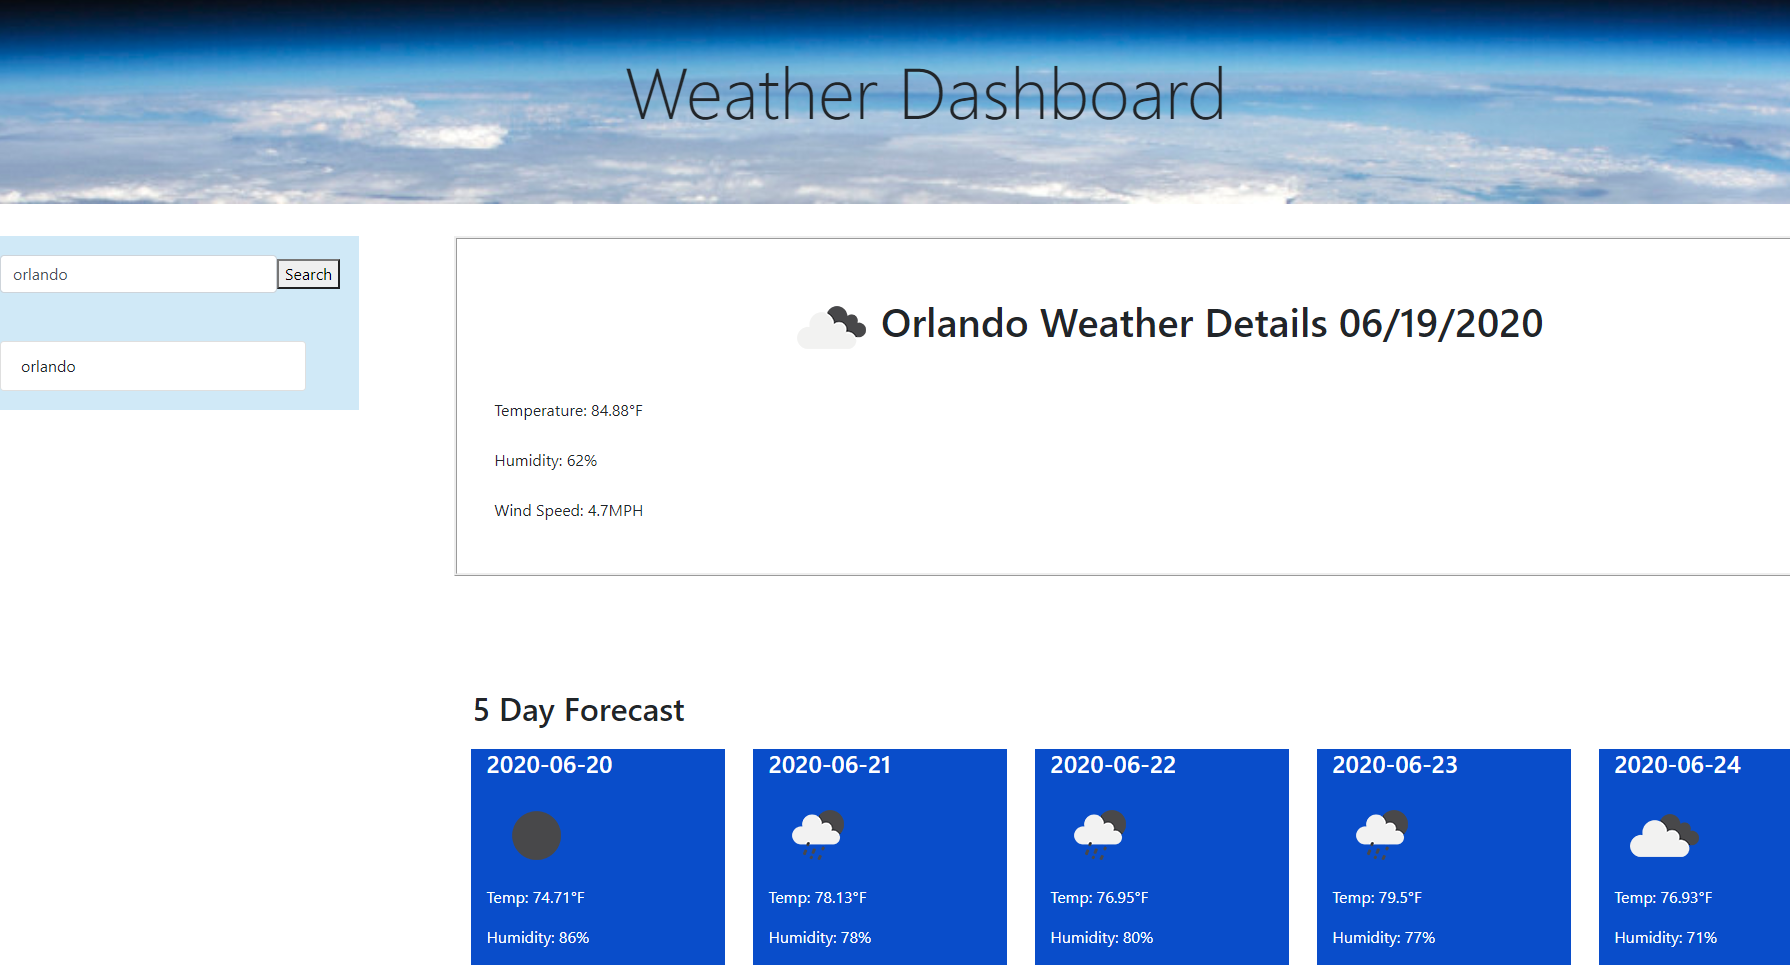 Weather Dashboard
orlando
Search
orlando
Orlando Weather Details 06/19/2020
Temperature: 84.88°F
Humidity: 62%
Wind Speed: 4.7MPH
5 Day Forecast
2020-06-20
Temp: 74.71°F
Humidity: 86%
2020-06-21
Temp: 78.13°F
Humidity: 78%
2020-06-22
Temp: 76.95°F
Humidity: 80%
2020-06-23
Temp: 79.5°F
Humidity: 77%
2020-06-24
Temp: 76.93°F
Humidity: 71%